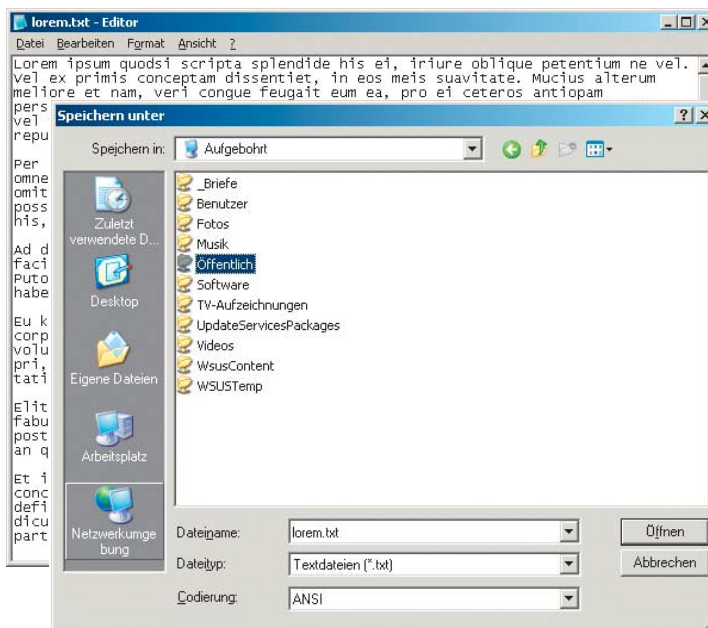 lorem.txt - Editor
Datei Bearbeiten Format Ansicht ?
Lorem ipsum quodsi scripta splendide his ei, iriure oblique petentium ne vel.
Vel ex primis conceptam dissentiet, in eos meis suavitate. Mucius alterum
meliore et nam, veri congue feugait eum ea, pro ei ceteros antiopam
pers
vel
repu
Per
omne
omit
poss
his,
Ad d
faci
Puto
habe
Eu k
corp
volu
pri,
tati
Elit
fabu
post
an q
Et i
conc
defi
dicu
part
Speichern unter
Speichern in: Aufgebohrt
Zuletzt
verwendete D...
Desktop
Eigene Dateien
Arbeitsplatz
Netzwerkumge
bung
_Briefe
Benutzer
Fotos
Musik
Öffentlich
Software
TV-Aufzeichnungen
UpdateServicesPackages
Videos
WsusContent
WSUSTemp
Dateiname: lorem.txt Öffnen
Dateityp: Textdateien (*.txt) Abbrechen
Codierung: ANSI